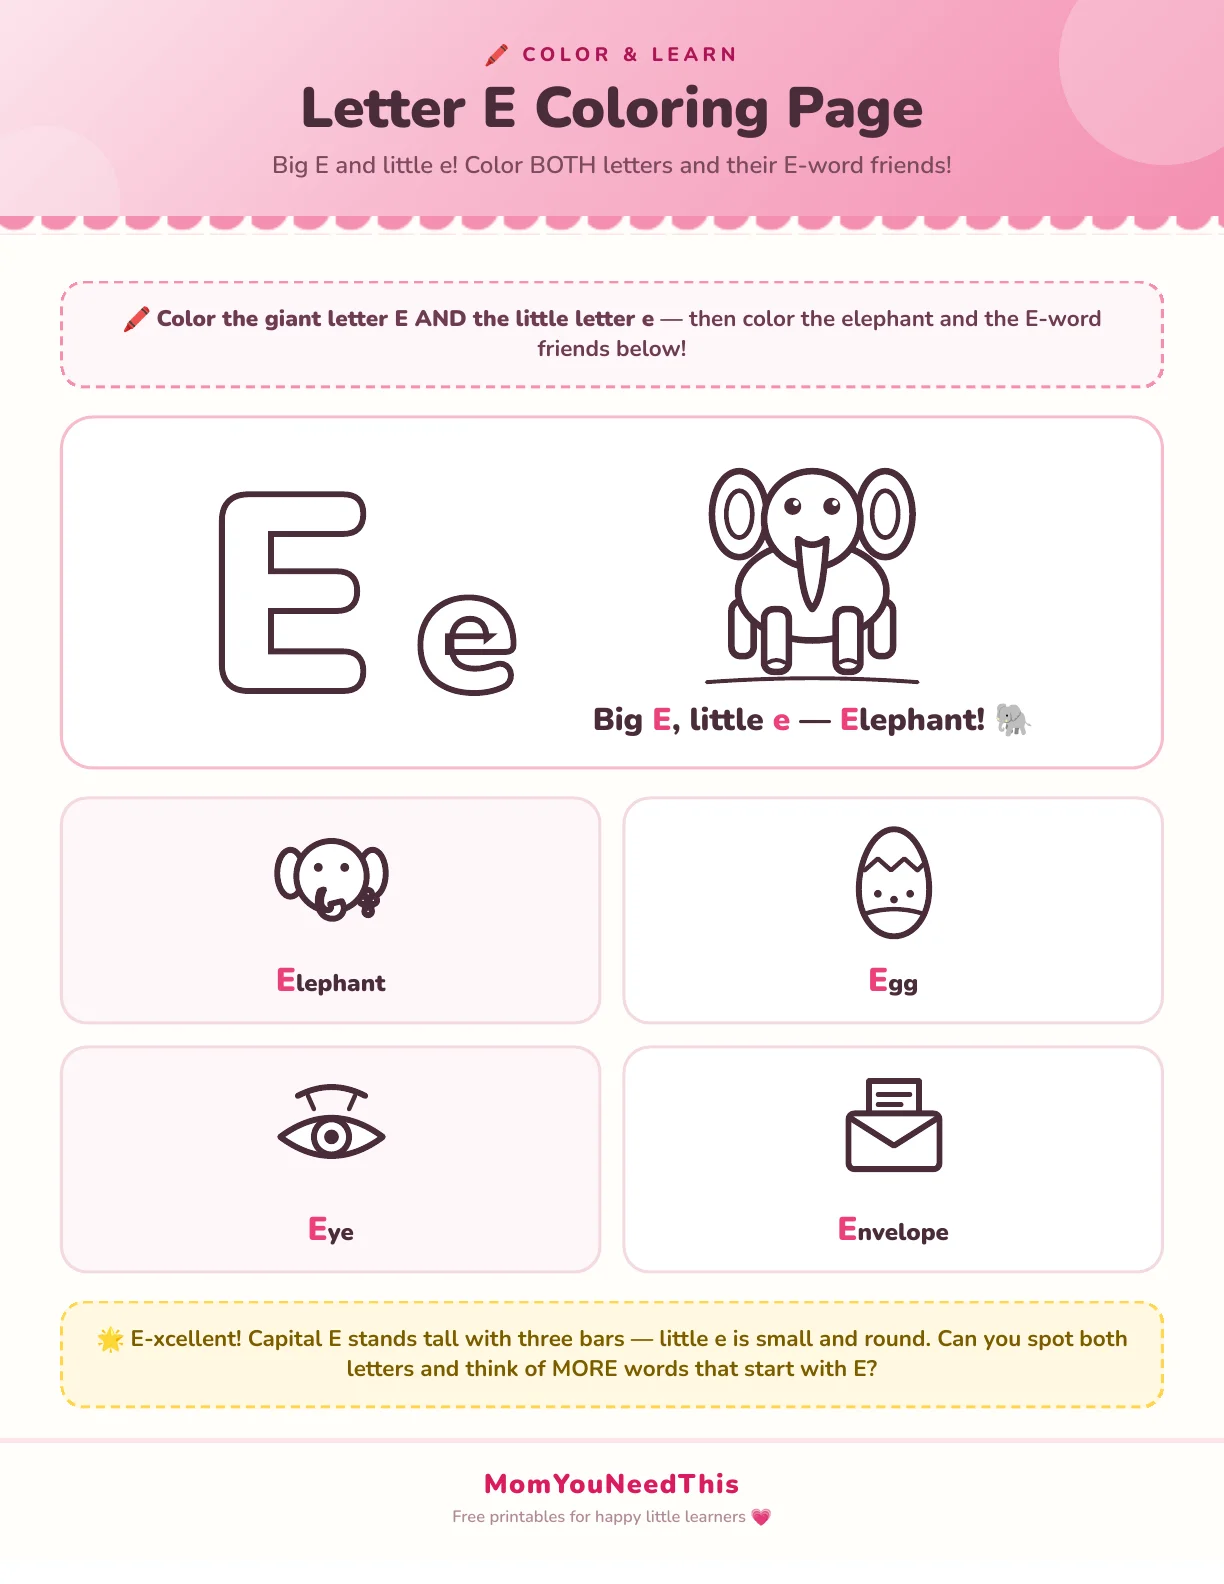 🖍️ COLOR & LEARN
Letter E Coloring Page
Big E and little e! Color BOTH letters and their E-word friends!
🖍️ Color the giant letter E AND the little letter e — then color the elephant and the E-word
friends below!
E e
Big E, little e — Elephant! 🐘
Elephant
Egg
Eye
Envelope
🌟 E-xcellent! Capital E stands tall with three bars — little e is small and round. Can you spot both
letters and think of MORE words that start with E?
MomYouNeedThis
Free printables for happy little learners 💗